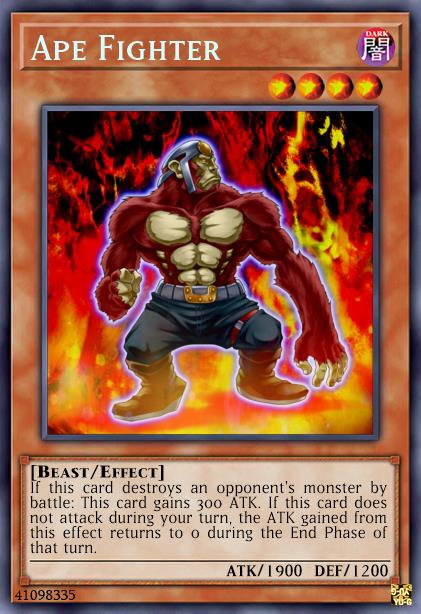 APE FIGHTER
DARK
闇
[BEAST/EFFECT]
If this card destroys an opponent's monster by
battle: This card gains 300 ATK. If this card does
not attack during your turn, the ATK gained from
this effect returns to 0 during the End Phase of
that turn.
ATK/1900 DEF/1200
41098335